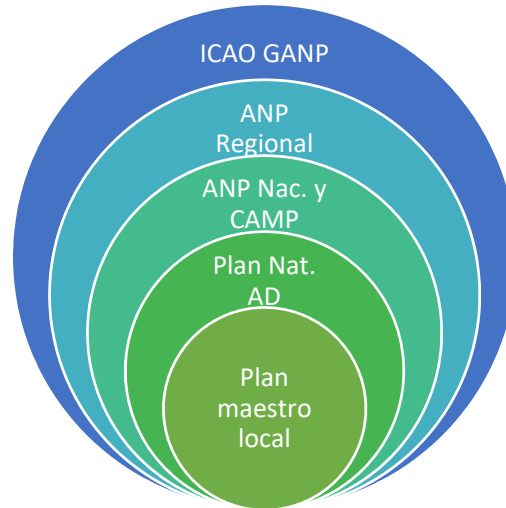 ICAO GANP
ANP
Regional
ANP Nac. y
CAMP
Plan Nat.
AD
Plan
maestro
local